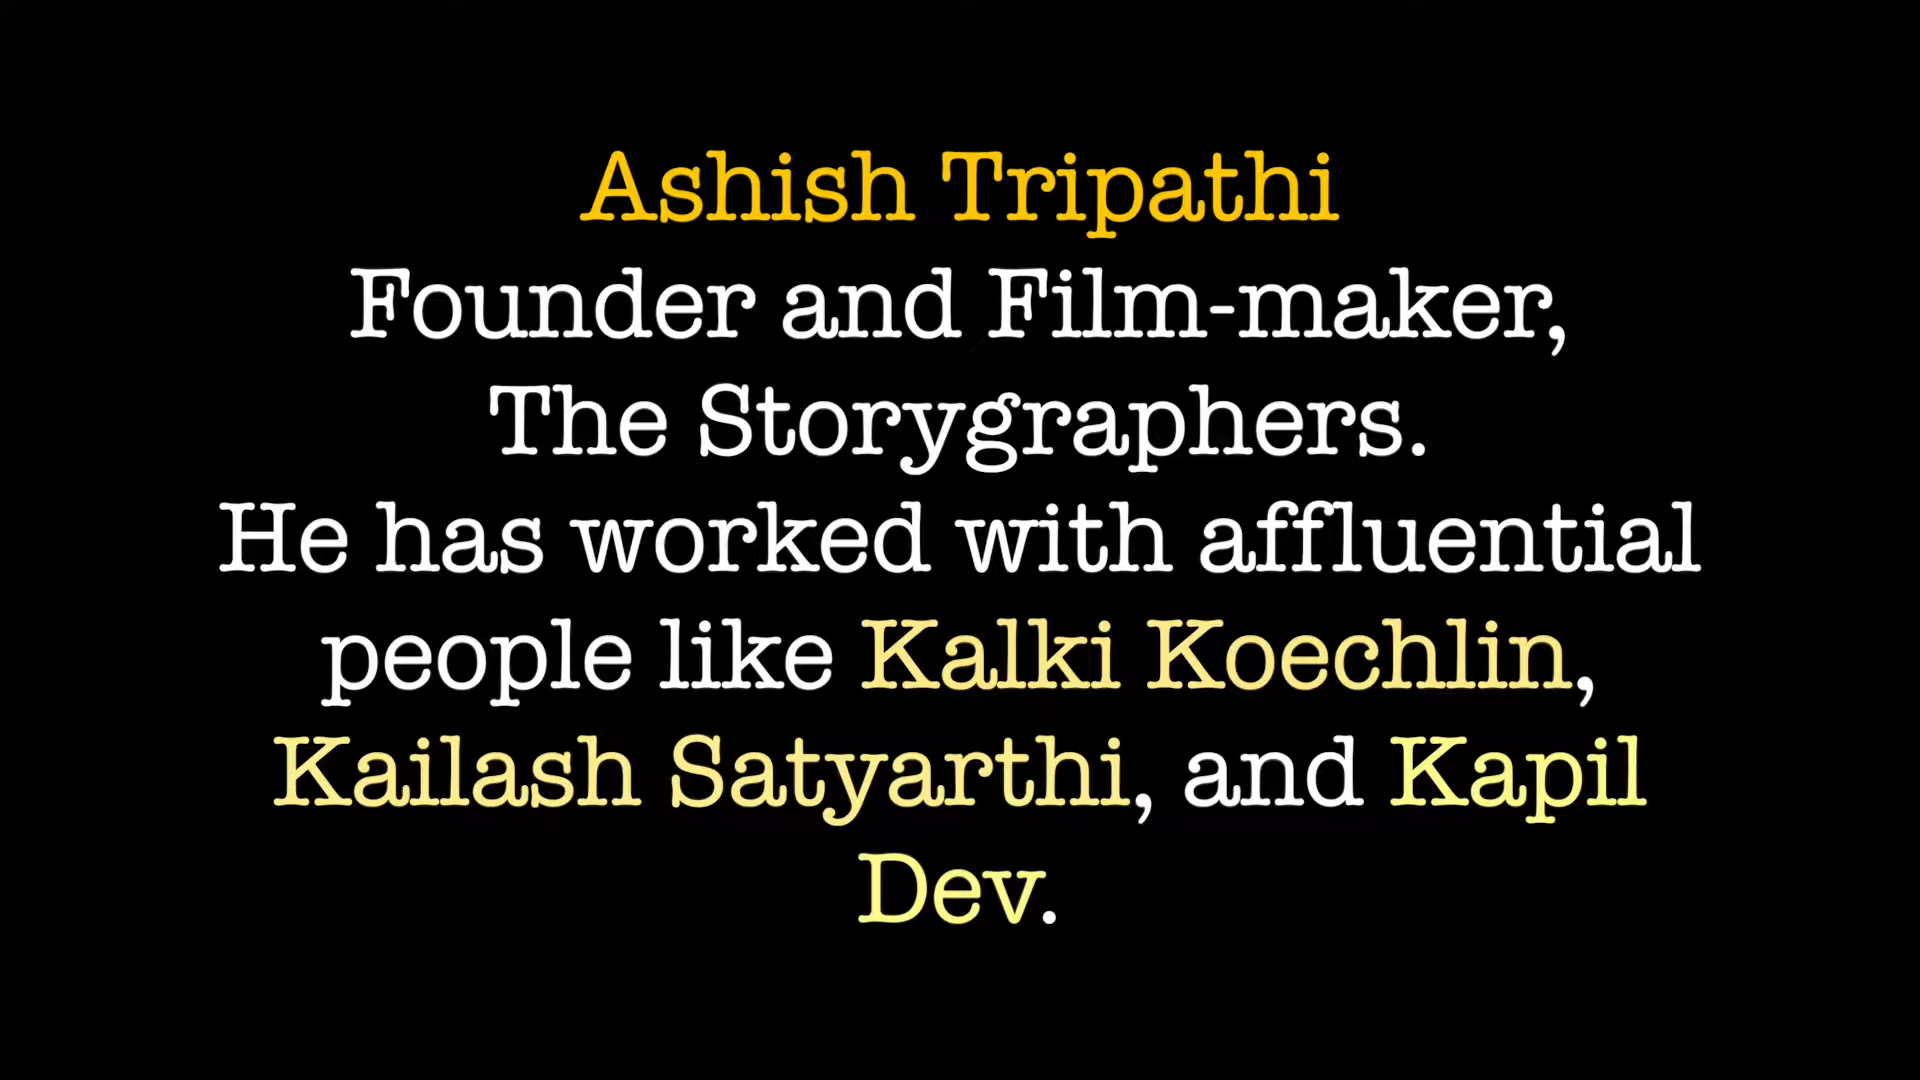 Ashish Tripathi
Founder and Film-maker,
The Storygraphers.
He has worked with affluential
people like Kalki Koechlin,
Kailash Satyarthi, and Kapil
Dev.